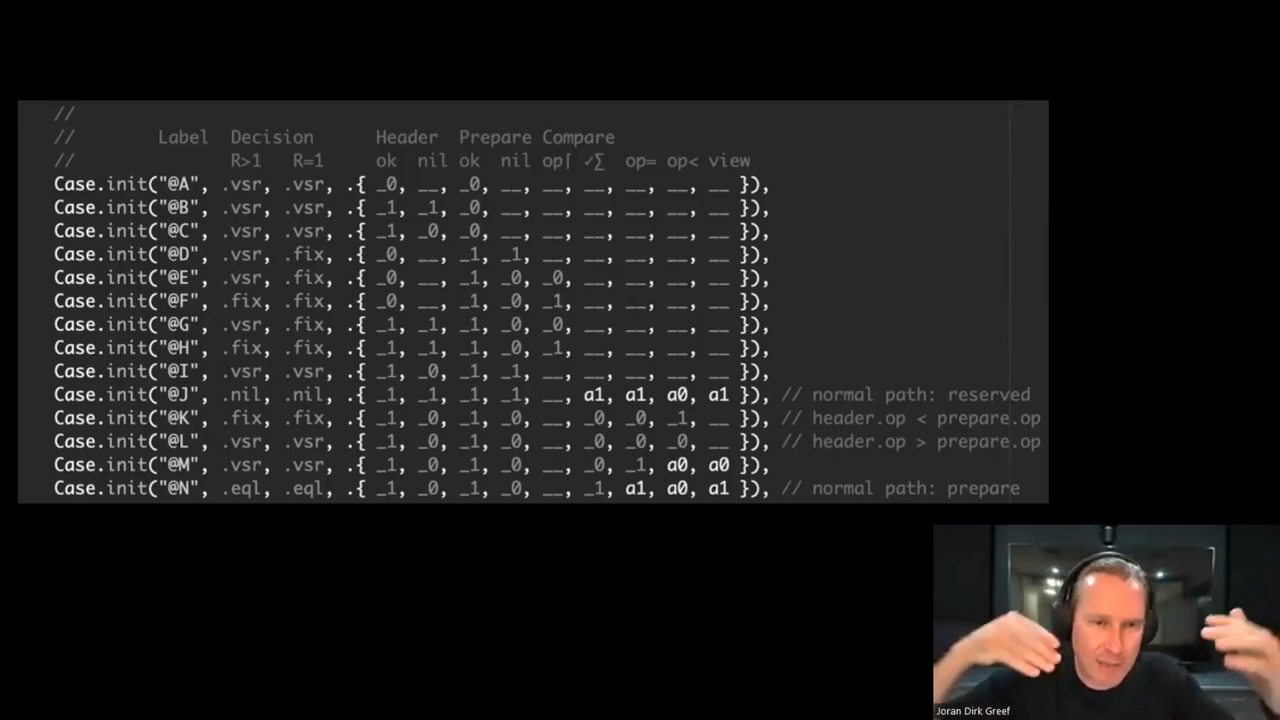 //
// Label Decision Header Prepare Compare
// R>1 R=1 ok nil ok nil op⌈ ✓∑ op= op< view
Case.init("@A", .vsr, .vsr, .{ _0, __, _0, __, __, __, __, __, __ }),
Case.init("@B", .vsr, .vsr, .{ _1, _1, _0, __, __, __, __, __, __ }),
Case.init("@C", .vsr, .vsr, .{ _1, _0, _0, __, __, __, __, __, __ }),
Case.init("@D", .vsr, .fix, .{ _0, __, _1, _1, __, __, __, __, __ }),
Case.init("@E", .vsr, .fix, .{ _0, __, _1, _0, _0, __, __, __, __ }),
Case.init("@F", .fix, .fix, .{ _0, __, _1, _0, _1, __, __, __, __ }),
Case.init("@G", .vsr, .fix, .{ _1, _1, _1, _0, _0, __, __, __, __ }),
Case.init("@H", .fix, .fix, .{ _1, _1, _1, _0, _1, __, __, __, __ }),
Case.init("@I", .vsr, .vsr, .{ _1, _0, _1, _1, __, __, __, __, __ }),
Case.init("@J", .nil, .nil, .{ _1, _1, _1, _1, __, a1, a1, a0, a1 }), // normal path: reserved
Case.init("@K", .fix, .fix, .{ _1, _0, _1, _0, __, _0, _0, _1, __ }), // header.op < prepare.op
Case.init("@L", .vsr, .vsr, .{ _1, _0, _1, _0, __, _0, _0, _0, __ }), // header.op > prepare.op
Case.init("@M", .vsr, .vsr, .{ _1, _0, _1, _0, __, _0, _1, a0, a0 }),
Case.init("@N", .eql, .eql, .{ _1, _0, _1, _0, __, _1, a1, a0, a1 }), // normal path: prepare
Joran Dirk Greef